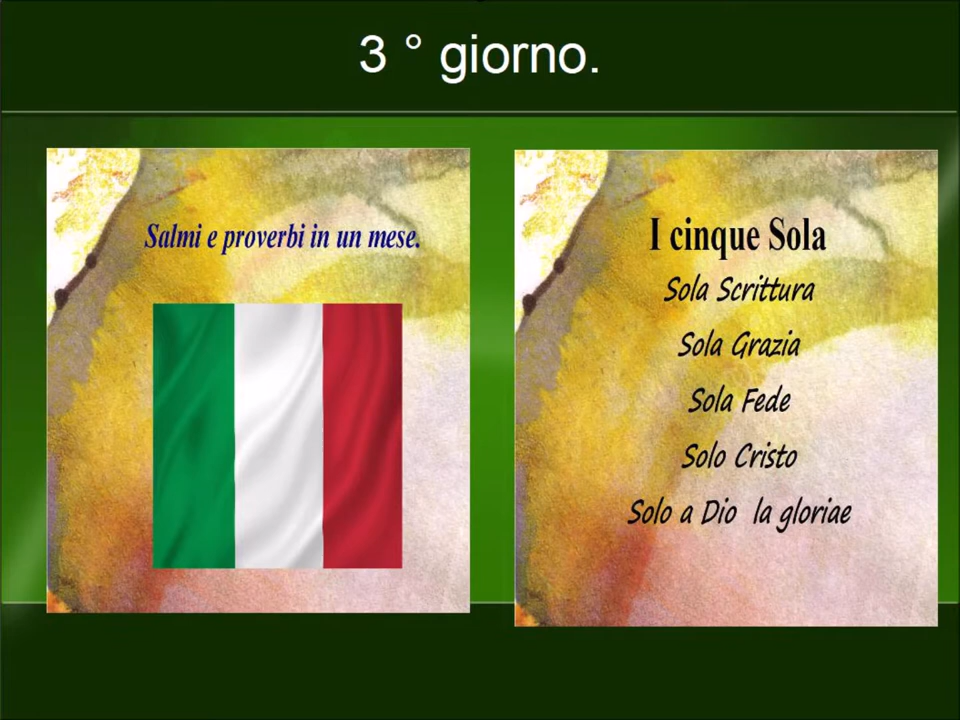 3 ° giorno.
Salmi e proverbi in un mese.
I cinque Sola
Sola Scrittura
Sola Grazia
Sola Fede
Solo Cristo
Solo a Dio la gloriae